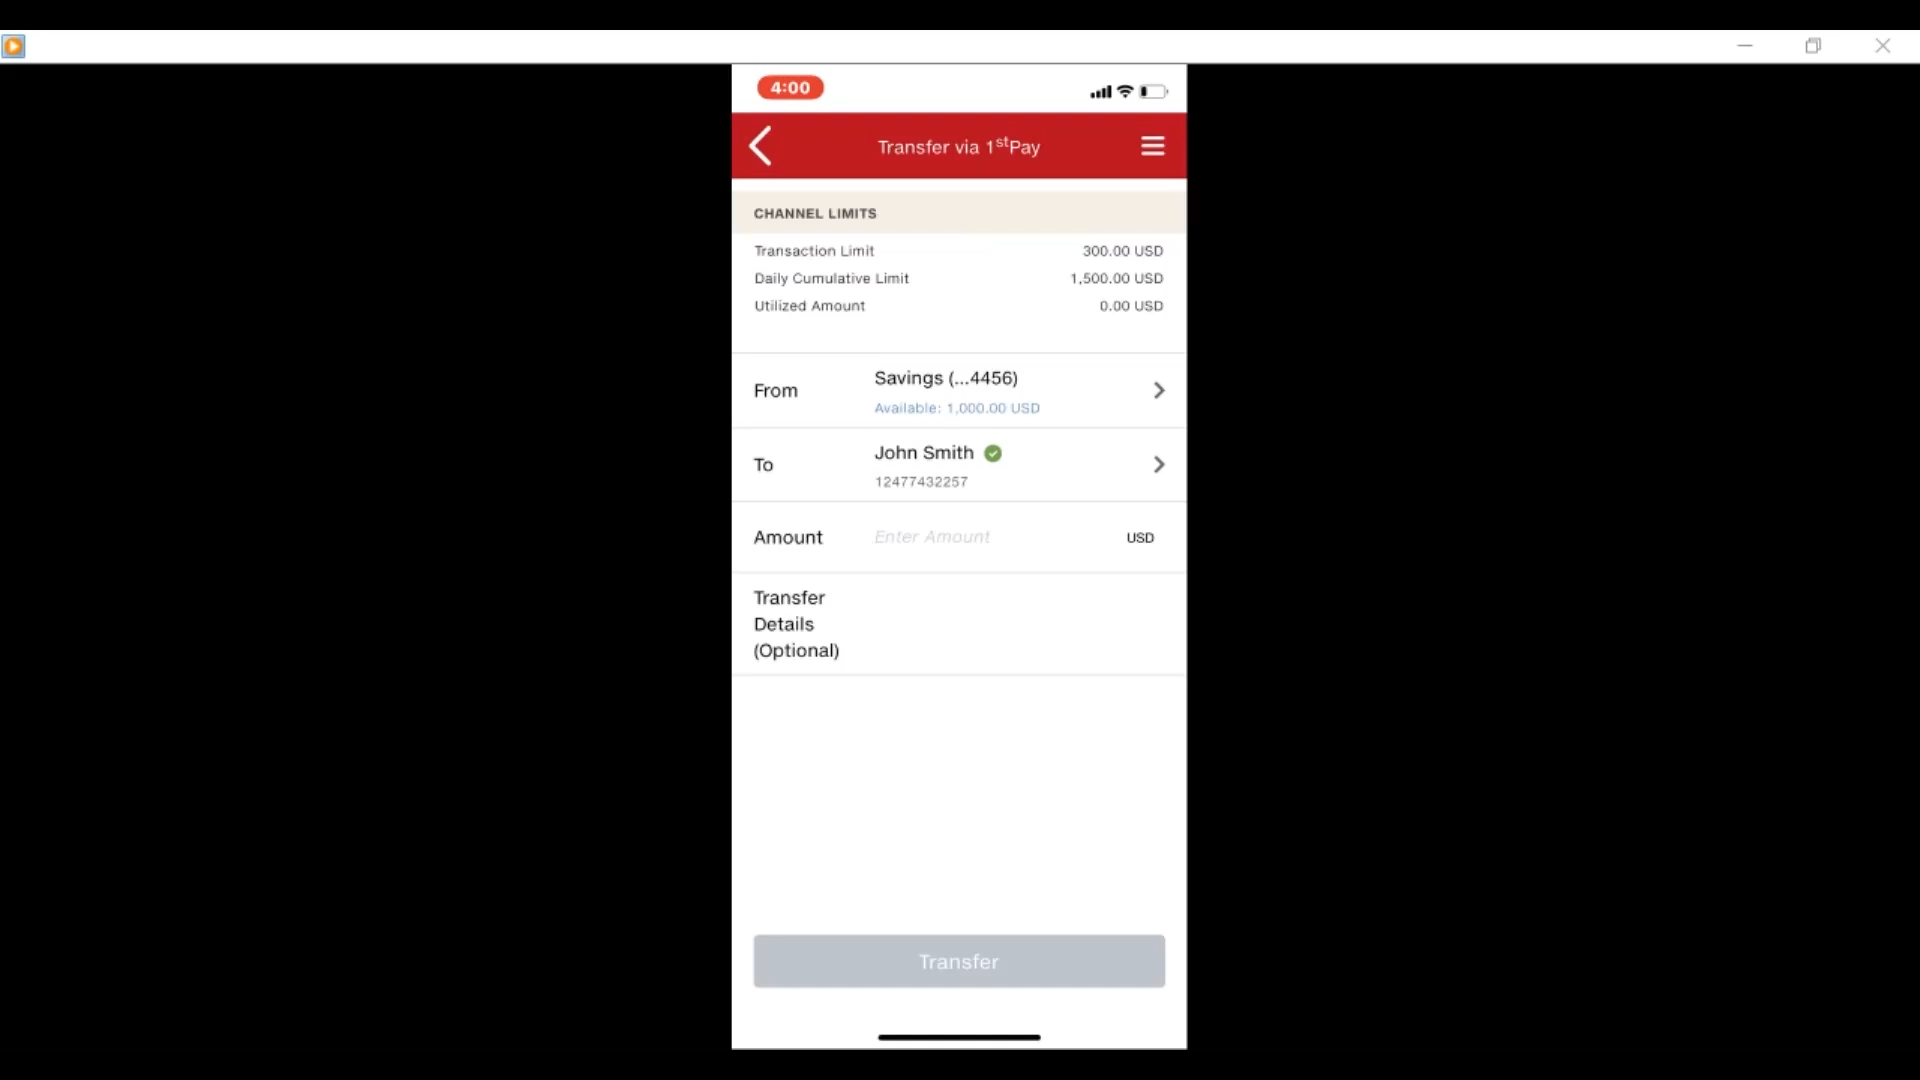 4:00
Transfer via 1stPay
CHANNEL LIMITS
Transaction Limit 300.00 USD
Daily Cumulative Limit 1,500.00 USD
Utilized Amount 0.00 USD
From Savings (...4456)
Available: 1,000.00 USD
To John Smith
12477432257
Amount Enter Amount USD
Transfer
Details
(Optional)
Transfer